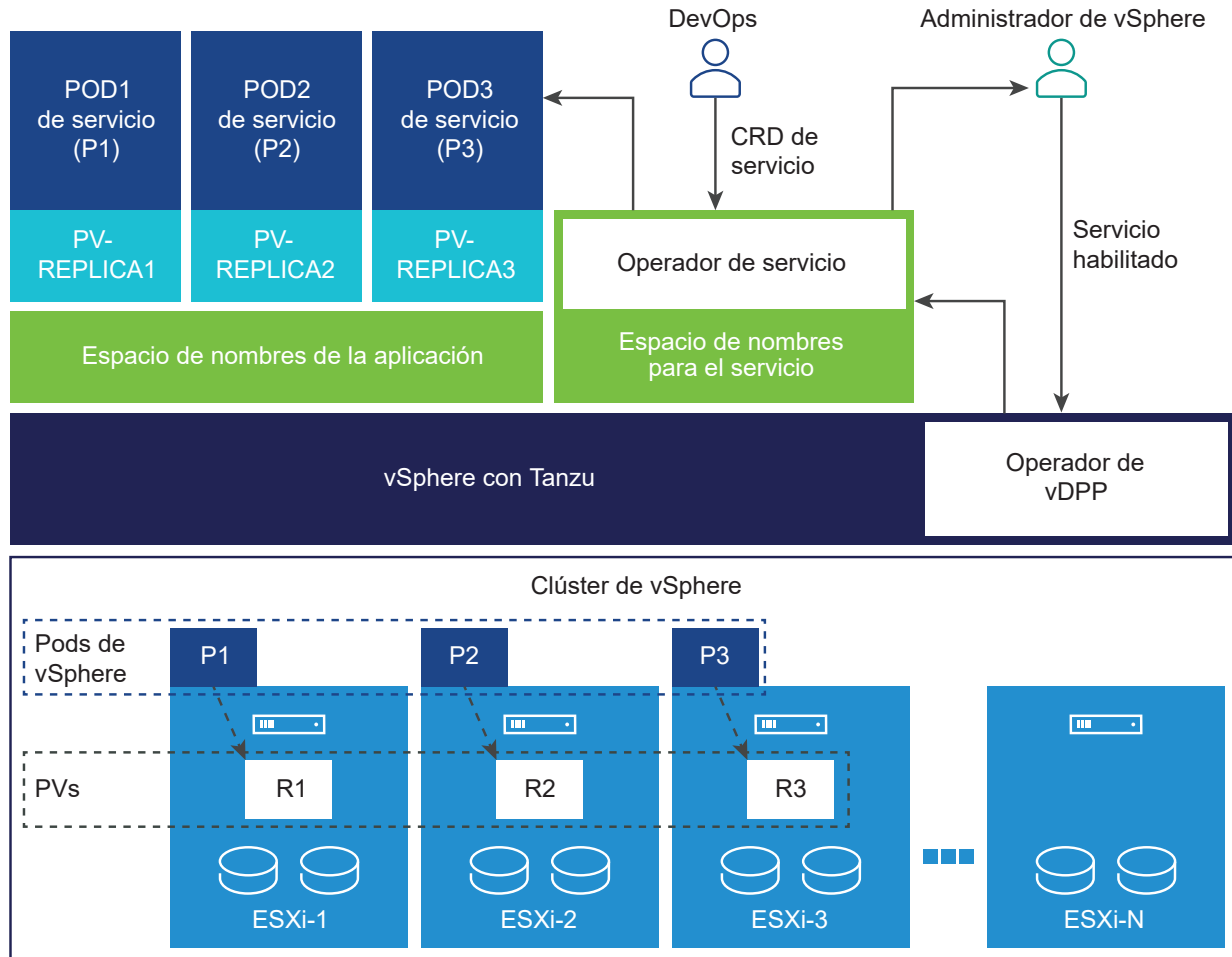 DevOps
Administrador de vSphere
POD1
de servicio
(P1)
POD2
de servicio
(P2)
POD3
de servicio
(P3)
CRD de
servicio
PV-
REPLICA1
PV-
REPLICA2
PV-
REPLICA3
Operador de servicio
Servicio
habilitado
Espacio de nombres de la aplicación
Espacio de nombres
para el servicio
vSphere con Tanzu
Operador de
vDPP
Clúster de vSphere
Pods de
vSphere
P1
P2
P3
PVs
R1
R2
R3
ESXi-1
ESXi-2
ESXi-3
ESXi-N